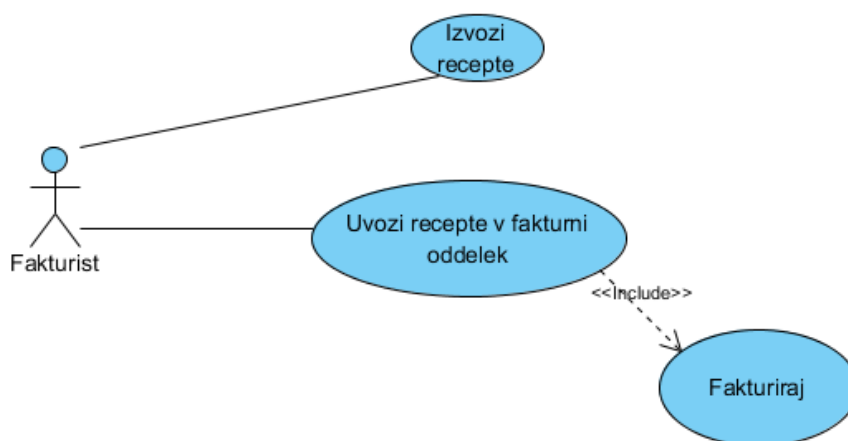 Izvozi
recepte
Uvozi recepte v fakturni
oddelek
Fakturist
<<Include>>
Fakturiraj